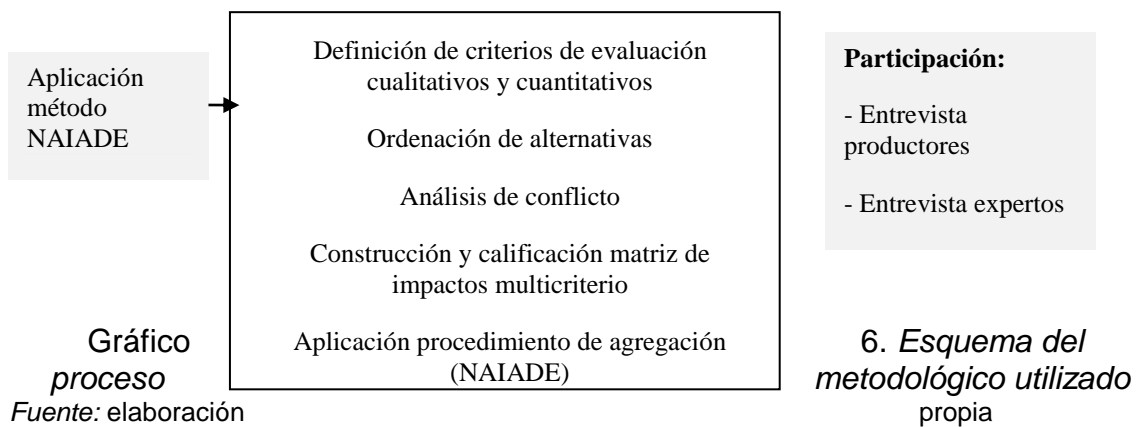 Aplicación
método
NAIADE
Definición de criterios de evaluación
cualitativos y cuantitativos
Ordenación de alternativas
Análisis de conflicto
Construcción y calificación matriz de
impactos multicriterio
Aplicación procedimiento de agregación
(NAIADE)
Participación:
- Entrevista
productores
- Entrevista expertos
Gráfico 6. Esquema del
proceso metodológico utilizado
Fuente: elaboración propia